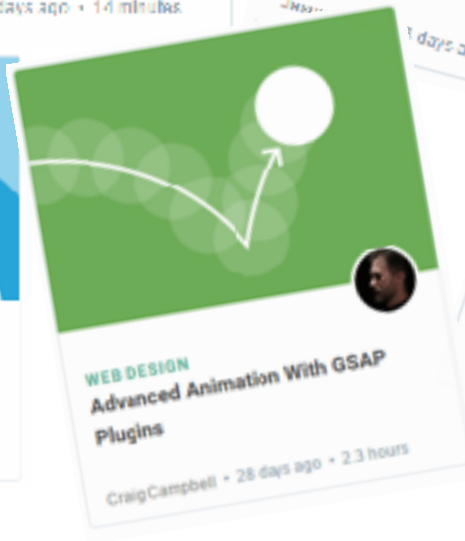 days ago • 14 minutes
days
WEB DESIGN
Advanced Animation With GSAP
Plugins
CraigCampbell • 28 days ago • 2.3 hours